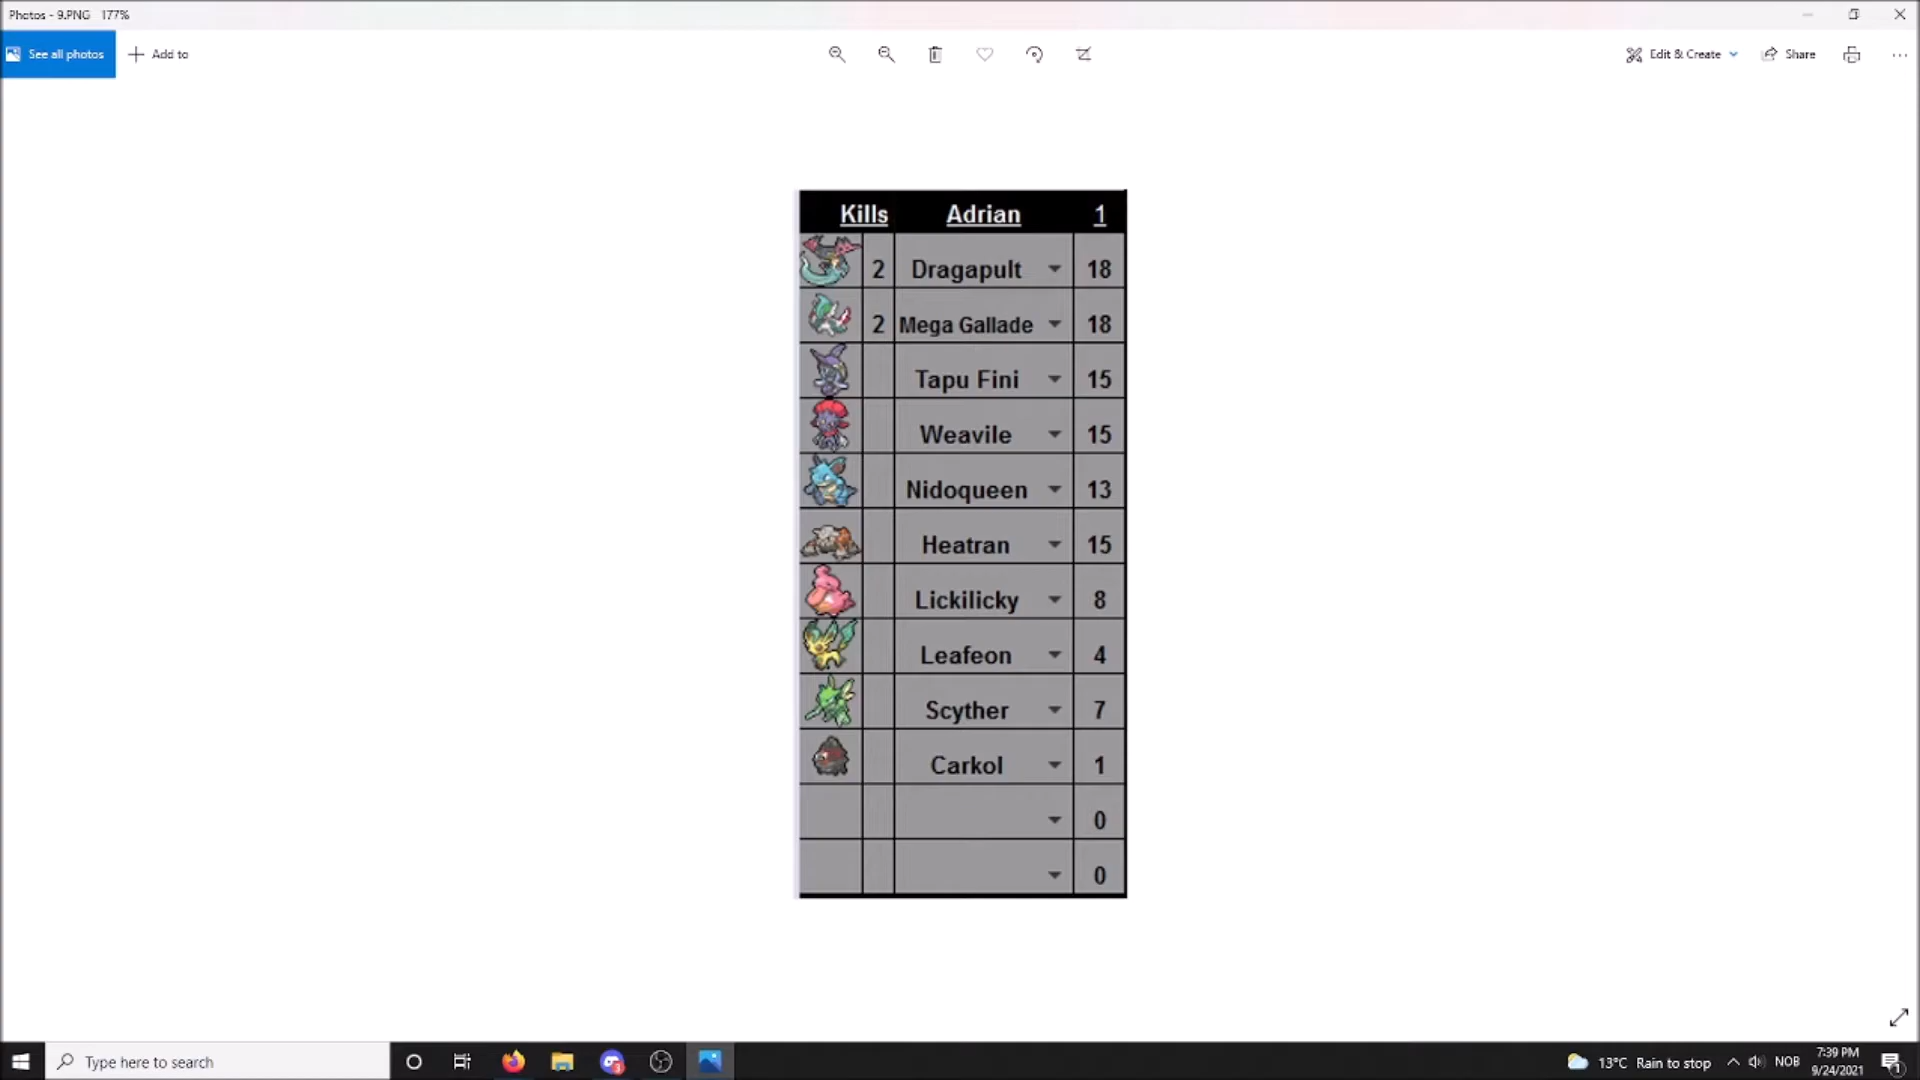 Photos - 9.PNG 177%
See all photos
Add to
Edit & Create
Share
Kills Adrian 1
2 Dragapult 18
2 Mega Gallade 18
Tapu Fini 15
Weavile 15
Nidoqueen 13
Heatran 15
Lickilicky 8
Leafeon 4
Scyther 7
Carkol 1
0
0
Type here to search
3
13°C Rain to stop
NOB
7:39 PM
9/24/2021
1